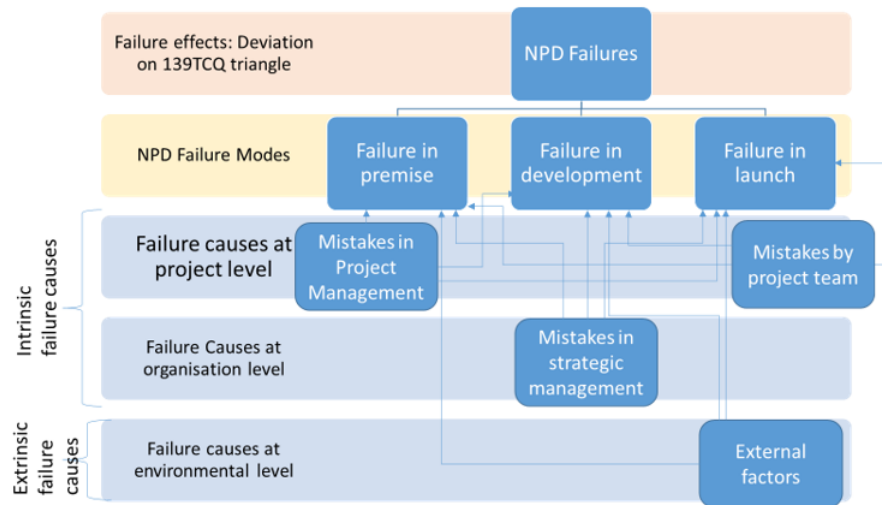 Failure effects: Deviation
on 139TCQ triangle
NPD Failures
NPD Failure Modes
Failure in
premise
Failure in
development
Failure in
launch
Intrinsic
failure causes
Failure causes at
project level
Mistakes in
Project
Management
Mistakes by
project team
Failure Causes at
organisation level
Mistakes in
strategic
management
Extrinsic
failure
causes
Failure causes at
environmental level
External
factors